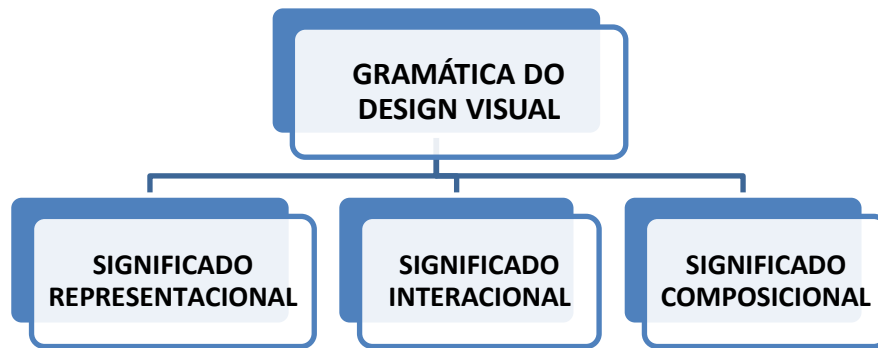 GRAMÁTICA DO
DESIGN VISUAL
SIGNIFICADO
REPRESENTACIONAL
SIGNIFICADO
INTERACIONAL
SIGNIFICADO
COMPOSICIONAL